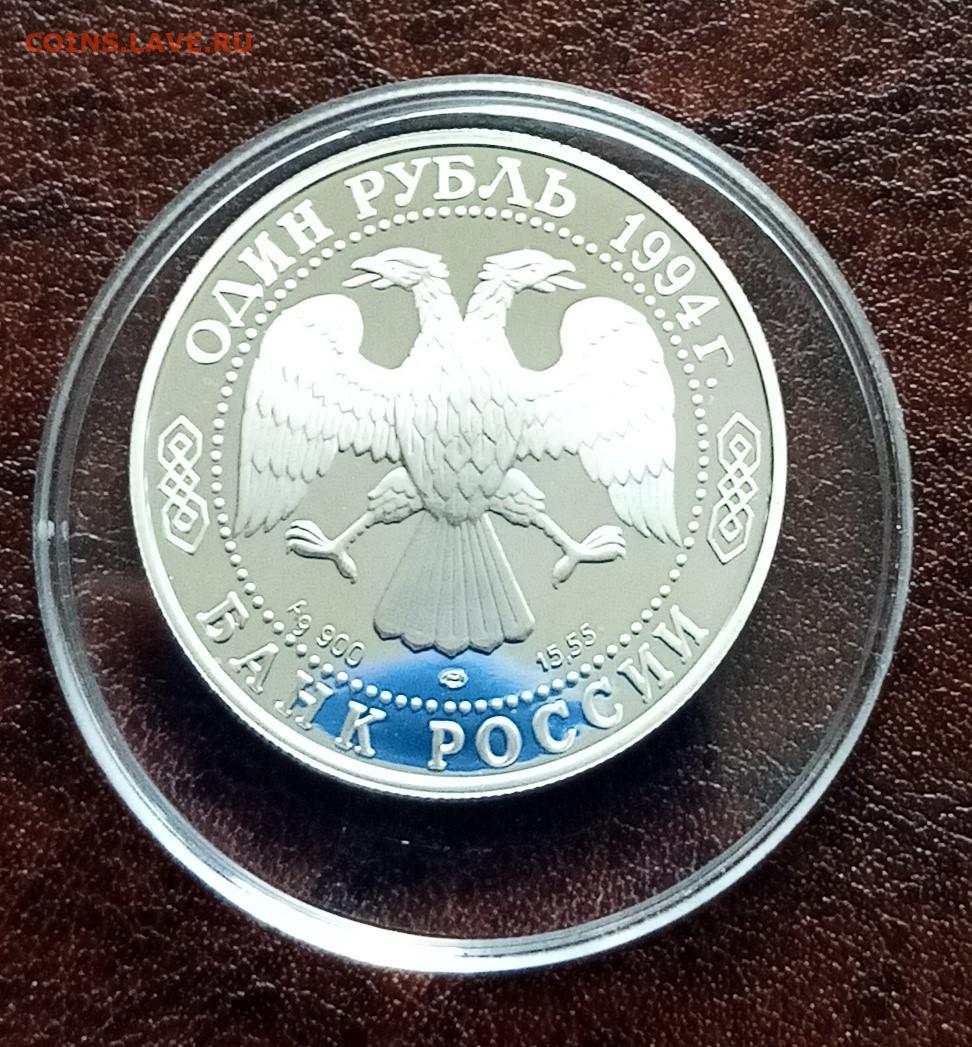 COINS.LAVE.RU
ОДИН РУБЛЬ 1994 г.
Ag 900
15,55
БАНК РОССИИ